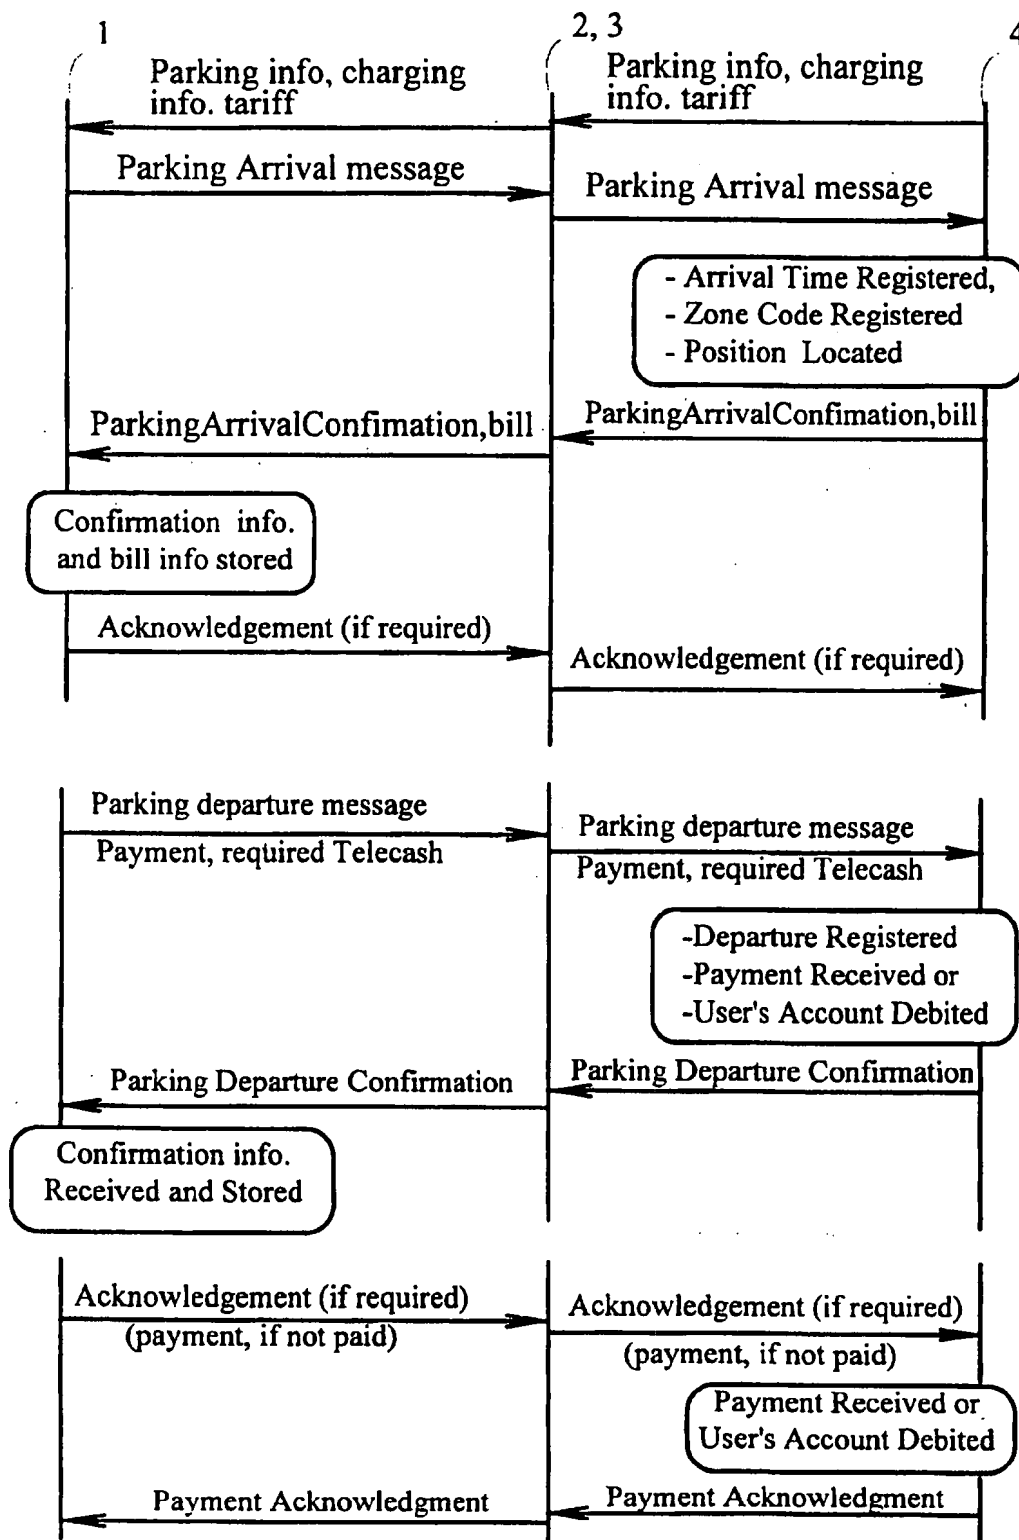 1
2, 3
4
Parking info, charging
info. tariff
Parking info, charging
info. tariff
Parking Arrival message
Parking Arrival message
- Arrival Time Registered,
- Zone Code Registered
- Position Located
ParkingArrivalConfimation,bill
ParkingArrivalConfimation,bill
Confirmation info.
and bill info stored
Acknowledgement (if required)
Acknowledgement (if required)
Parking departure message
Payment, required Telecash
Parking departure message
Payment, required Telecash
-Departure Registered
-Payment Received or
-User's Account Debited
Parking Departure Confirmation
Parking Departure Confirmation
Confirmation info.
Received and Stored
Acknowledgement (if required)
(payment, if not paid)
Acknowledgement (if required)
(payment, if not paid)
Payment Received or
User's Account Debited
Payment Acknowledgment
Payment Acknowledgment